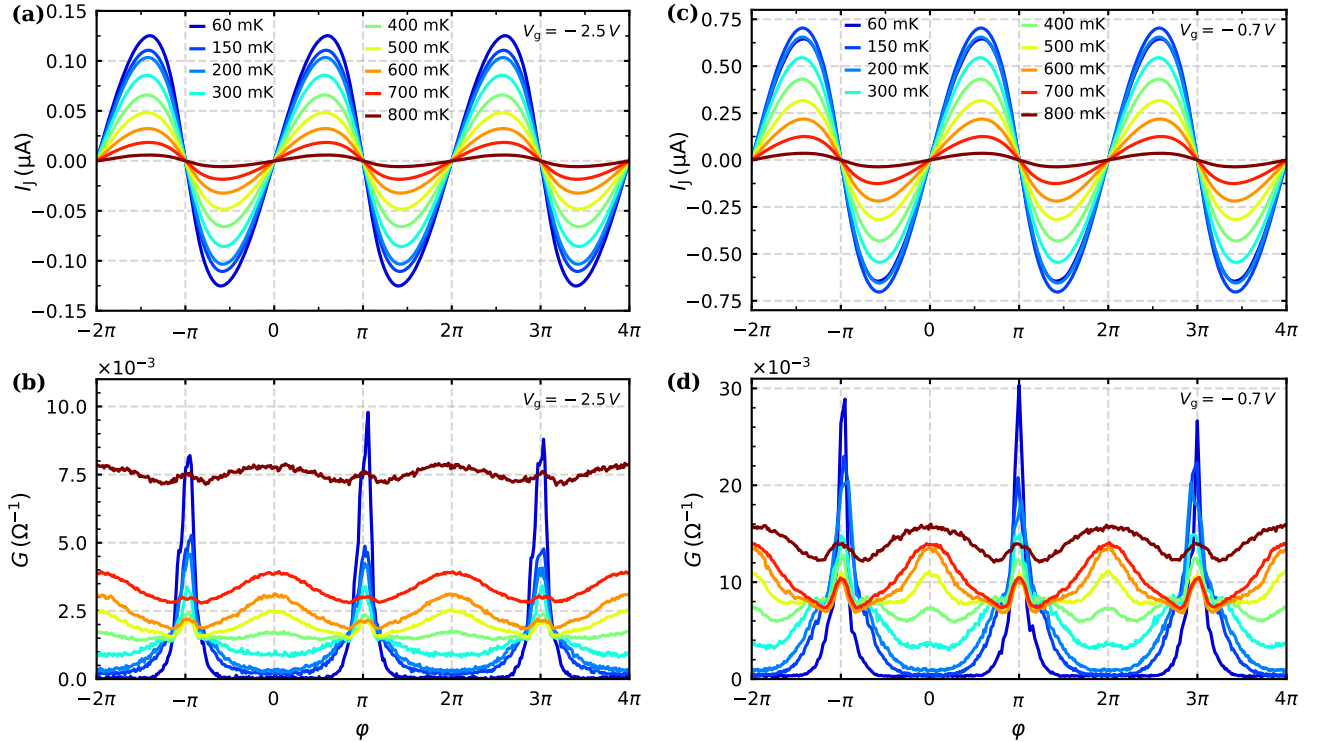 (a)
60 mK
150 mK
200 mK
300 mK
400 mK
500 mK
600 mK
700 mK
800 mK
V_g = −2.5 V
0.15
0.10
0.05
0.00
−0.05
−0.10
−0.15
I_J (μA)
−2π −π 0 π 2π 3π 4π
(c)
60 mK
150 mK
200 mK
300 mK
400 mK
500 mK
600 mK
700 mK
800 mK
V_g = −0.7 V
0.75
0.50
0.25
0.00
−0.25
−0.50
−0.75
I_J (μA)
−2π −π 0 π 2π 3π 4π
(b)
×10⁻³
V_g = −2.5 V
10.0
7.5
5.0
2.5
0.0
G (Ω⁻¹)
−2π −π 0 π 2π 3π 4π
φ
(d)
×10⁻³
V_g = −0.7 V
30
20
10
0
G (Ω⁻¹)
−2π −π 0 π 2π 3π 4π
φ